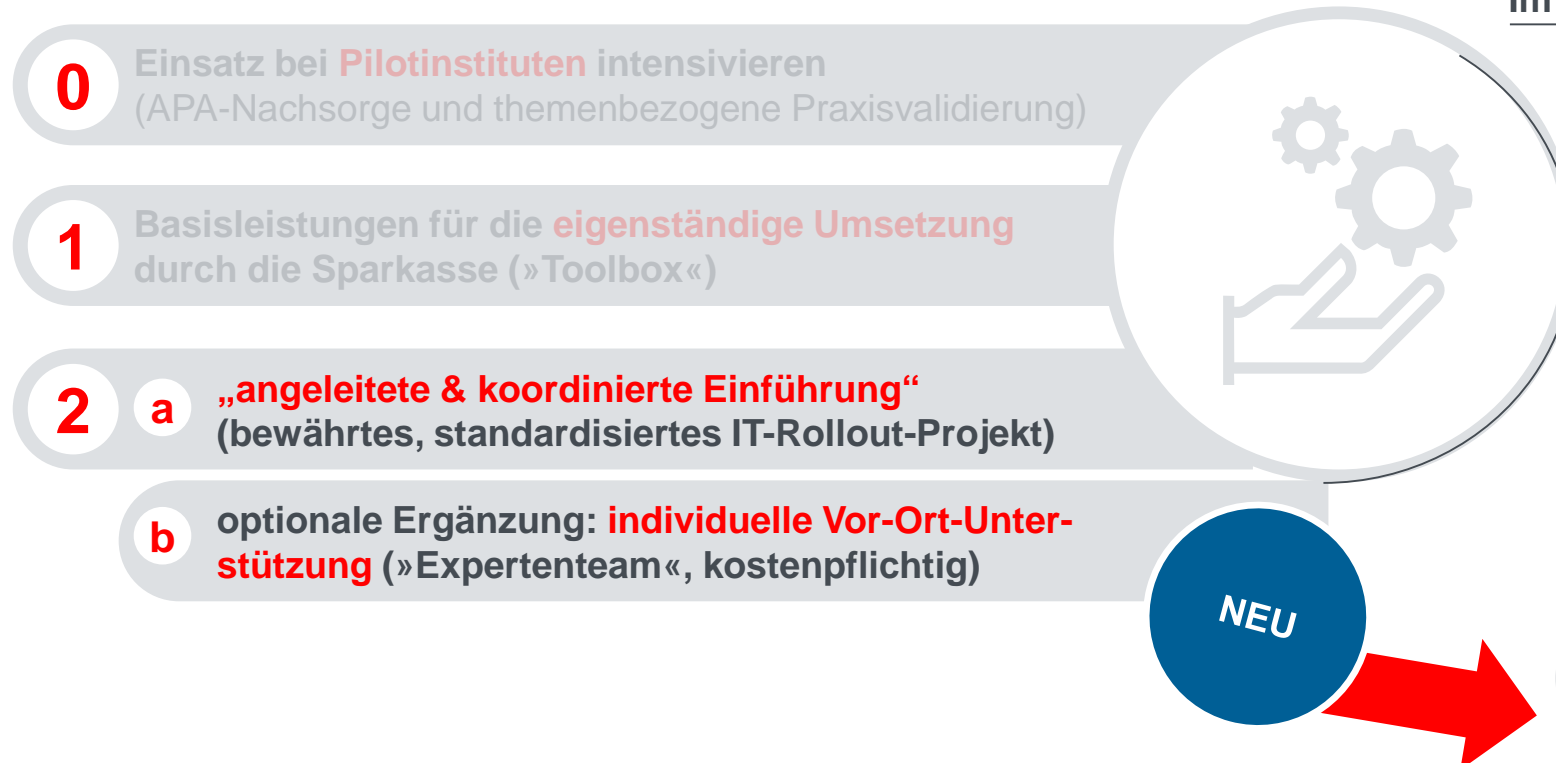 0
Einsatz bei Pilotinstituten intensivieren
(APA-Nachsorge und themenbezogene Praxisvalidierung)
1
Basisleistungen für die eigenständige Umsetzung
durch die Sparkasse (»Toolbox«)
2
a
„angeleitete & koordinierte Einführung“
(bewährtes, standardisiertes IT-Rollout-Projekt)
b
optionale Ergänzung: individuelle Vor-Ort-Unter-
stützung (»Expertenteam«, kostenpflichtig)
NEU